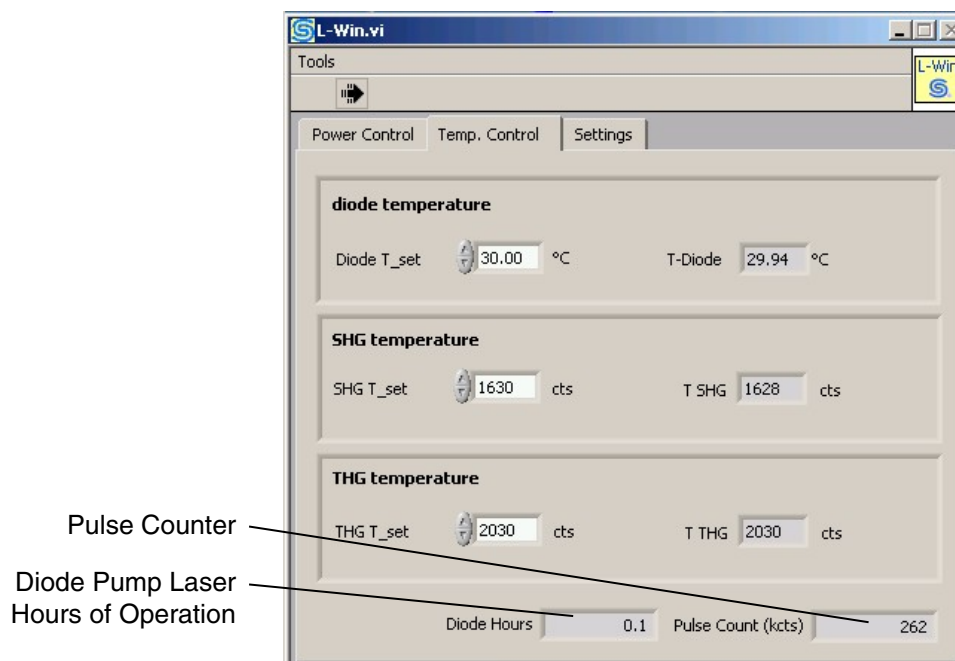 L-Win.vi
Tools
L-Win
Power Control Temp. Control Settings
diode temperature
Diode T_set 30.00 °C T-Diode 29.94 °C
SHG temperature
SHG T_set 1630 cts T SHG 1628 cts
THG temperature
THG T_set 2030 cts T THG 2030 cts
Pulse Counter
Diode Pump Laser
Hours of Operation
Diode Hours 0.1 Pulse Count (kcts) 262